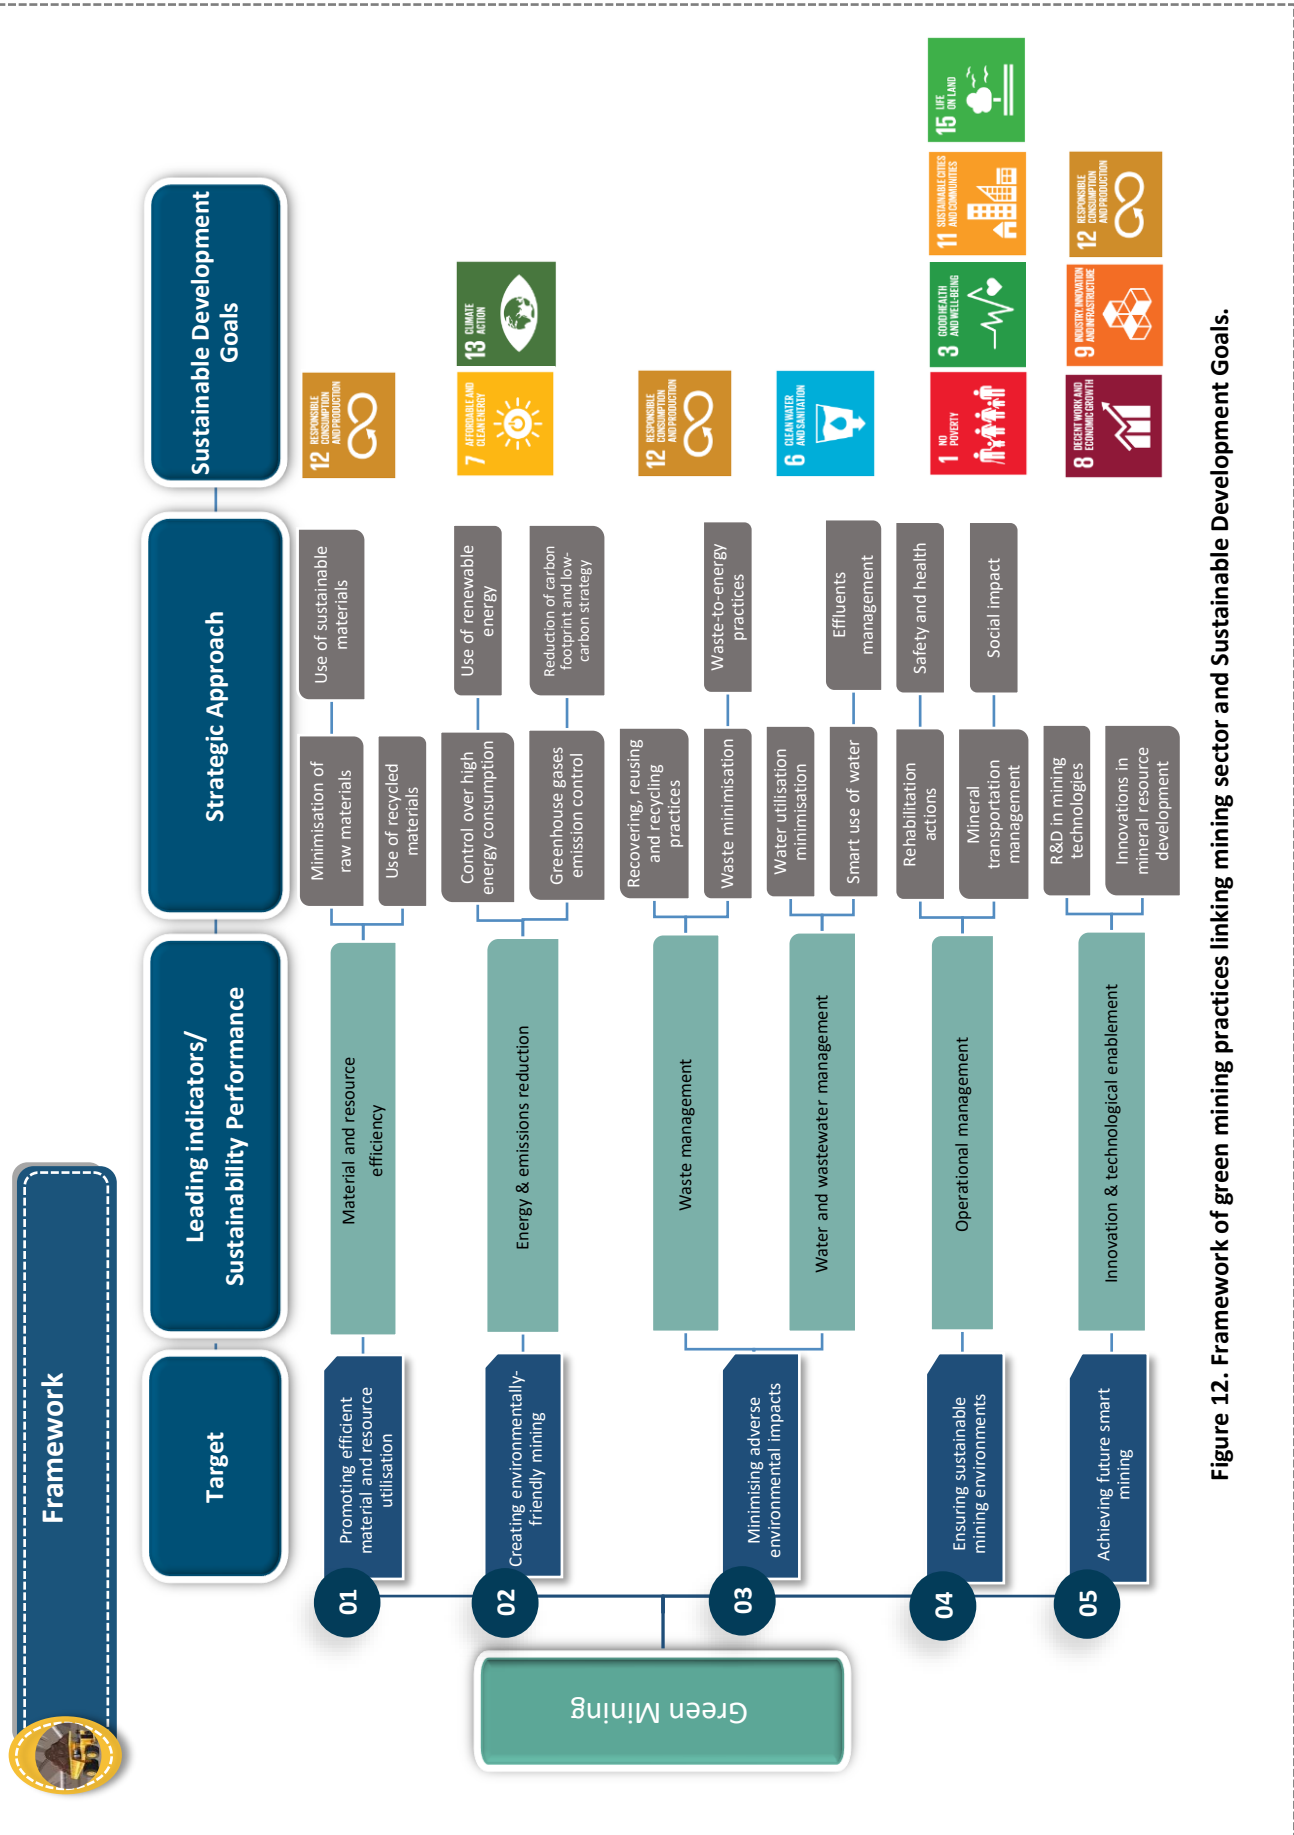 Framework
Target
Leading indicators/
Sustainability Performance
Strategic Approach
Sustainable Development
Goals
Green Mining
01
Promoting efficient
material and resource
utilisation
Material and resource
efficiency
Minimisation of
raw materials
Use of sustainable
materials
Use of recycled
materials
12 RESPONSIBLE
CONSUMPTION
AND PRODUCTION
02
Creating environmentally-
friendly mining
Energy & emissions reduction
Control over high
energy consumption
Use of renewable
energy
Greenhouse gases
emission control
Reduction of carbon
footprint and low-
carbon strategy
7 AFFORDABLE AND
CLEAN ENERGY
13 CLIMATE
ACTION
03
Minimising adverse
environmental impacts
Waste management
Recovering, reusing
and recycling
practices
Waste minimisation
Waste-to-energy
practices
12 RESPONSIBLE
CONSUMPTION
AND PRODUCTION
Water and wastewater management
Water utilisation
minimisation
Smart use of water
Effluents
management
6 CLEAN WATER
AND SANITATION
04
Ensuring sustainable
mining environments
Operational management
Rehabilitation
actions
Safety and health
Mineral
transportation
management
Social impact
1 NO
POVERTY
3 GOOD HEALTH
AND WELL-BEING
11 SUSTAINABLE CITIES
AND COMMUNITIES
15 LIFE
ON LAND
05
Achieving future smart
mining
Innovation & technological enablement
R&D in mining
technologies
Innovations in
mineral resource
development
8 DECENT WORK AND
ECONOMIC GROWTH
9 INDUSTRY, INNOVATION
AND INFRASTRUCTURE
12 RESPONSIBLE
CONSUMPTION
AND PRODUCTION
Figure 12. Framework of green mining practices linking mining sector and Sustainable Development Goals.